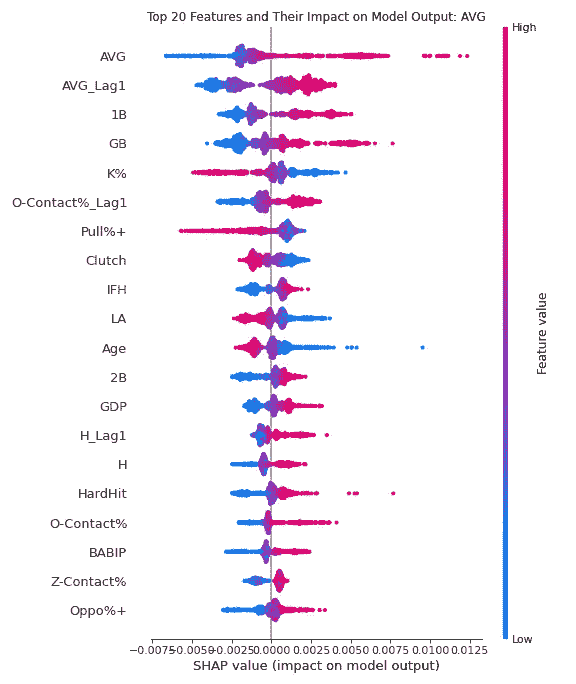 Top 20 Features and Their Impact on Model Output: AVG
High
AVG
AVG_Lag1
1B
GB
K%
O-Contact%_Lag1
Pull%+
Clutch
IFH
LA
Age
2B
GDP
H_Lag1
H
HardHit
O-Contact%
BABIP
Z-Contact%
Oppo%+
Feature value
Low
−0.0075−0.0050−0.0025 0.0000 0.0025 0.0050 0.0075 0.0100 0.0125
SHAP value (impact on model output)